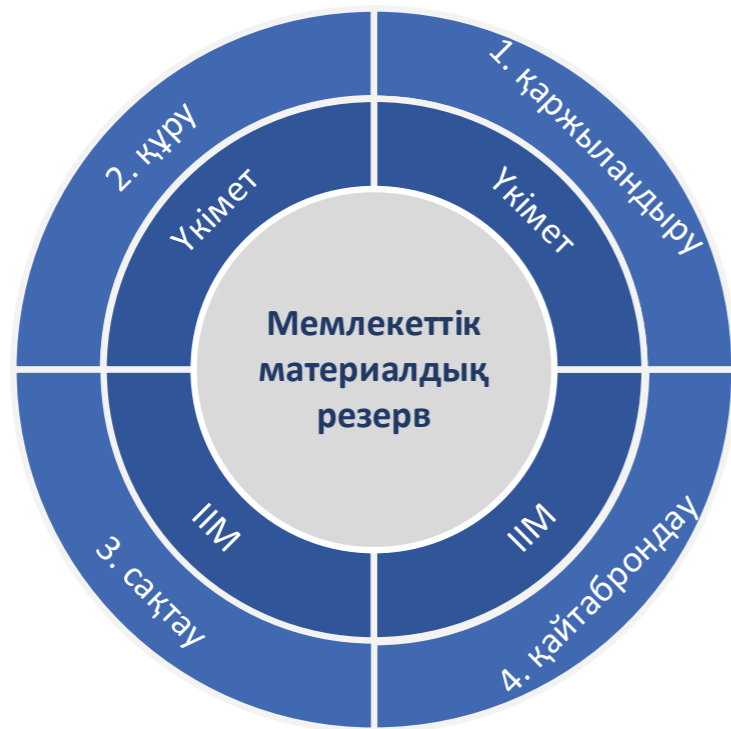 Мемлекеттік
материалдық
резерв
1. қаржыландыру
Үкімет
2. құру
Үкімет
3. сақтау
ІІМ
4. қайтаброндау
ІІМ